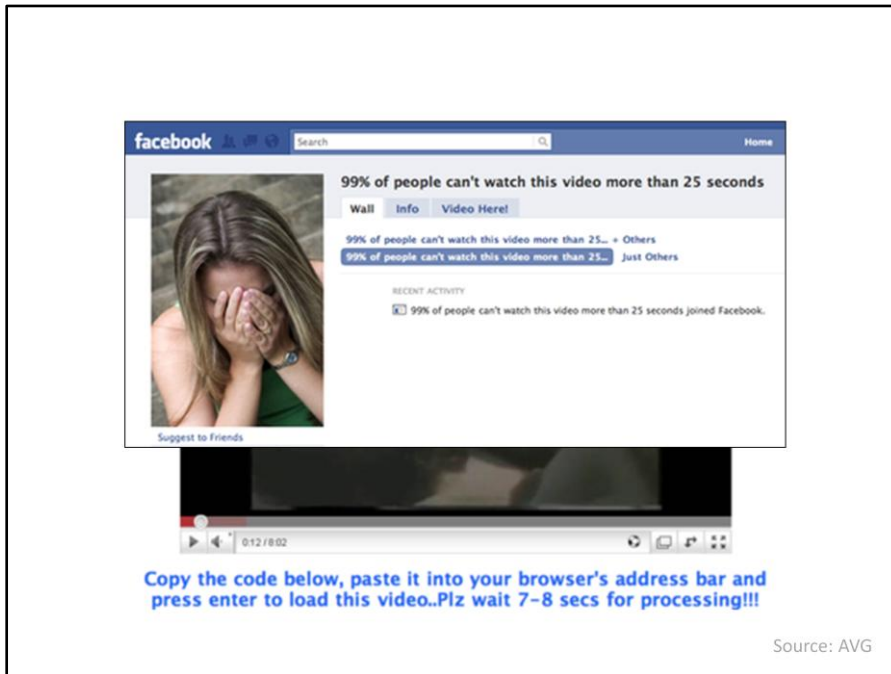 facebook
Search
Home
99% of people can't watch this video more than 25 seconds
Wall Info Video Here!
99% of people can't watch this video more than 25... + Others
99% of people can't watch this video more than 25... Just Others
RECENT ACTIVITY
99% of people can't watch this video more than 25 seconds joined Facebook.
Suggest to Friends
0:12 / 8:02
Copy the code below, paste it into your browser's address bar and
press enter to load this video..Plz wait 7-8 secs for processing!!!
Source: AVG